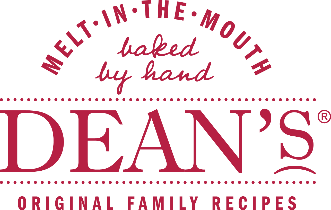 MELT·IN·THE·MOUTH
baked
by hand
DEAN'S®
ORIGINAL FAMILY RECIPES